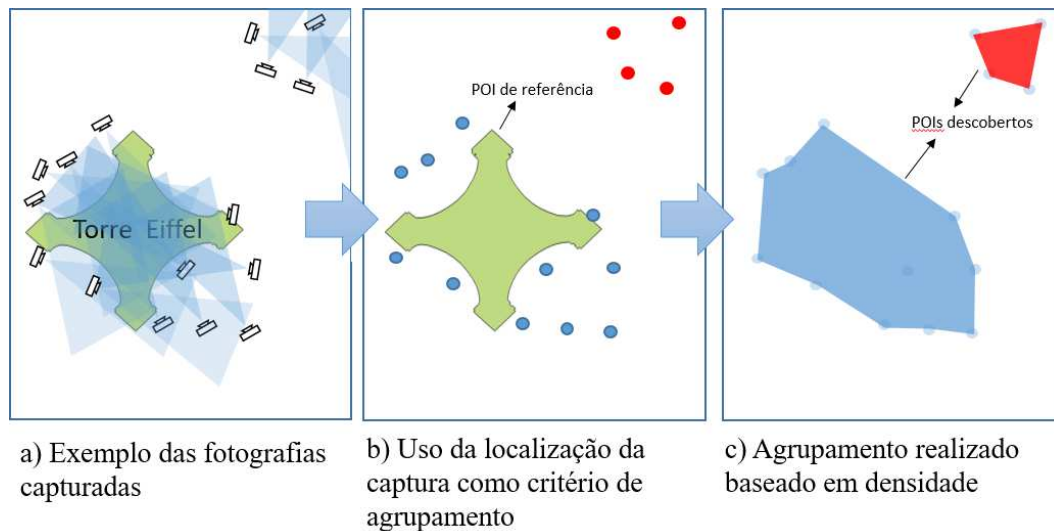 Torre Eiffel
POI de referência
POIs descobertos
a) Exemplo das fotografias
capturadas
b) Uso da localização da
captura como critério de
agrupamento
c) Agrupamento realizado
baseado em densidade